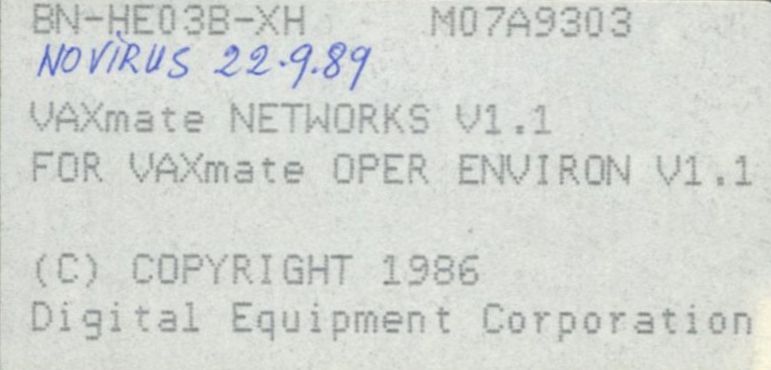 BN-HE03B-XH M07A9303
NOVIRUS 22.9.89
VAXmate NETWORKS V1.1
FOR VAXmate OPER ENVIRON V1.1
(C) COPYRIGHT 1986
Digital Equipment Corporation